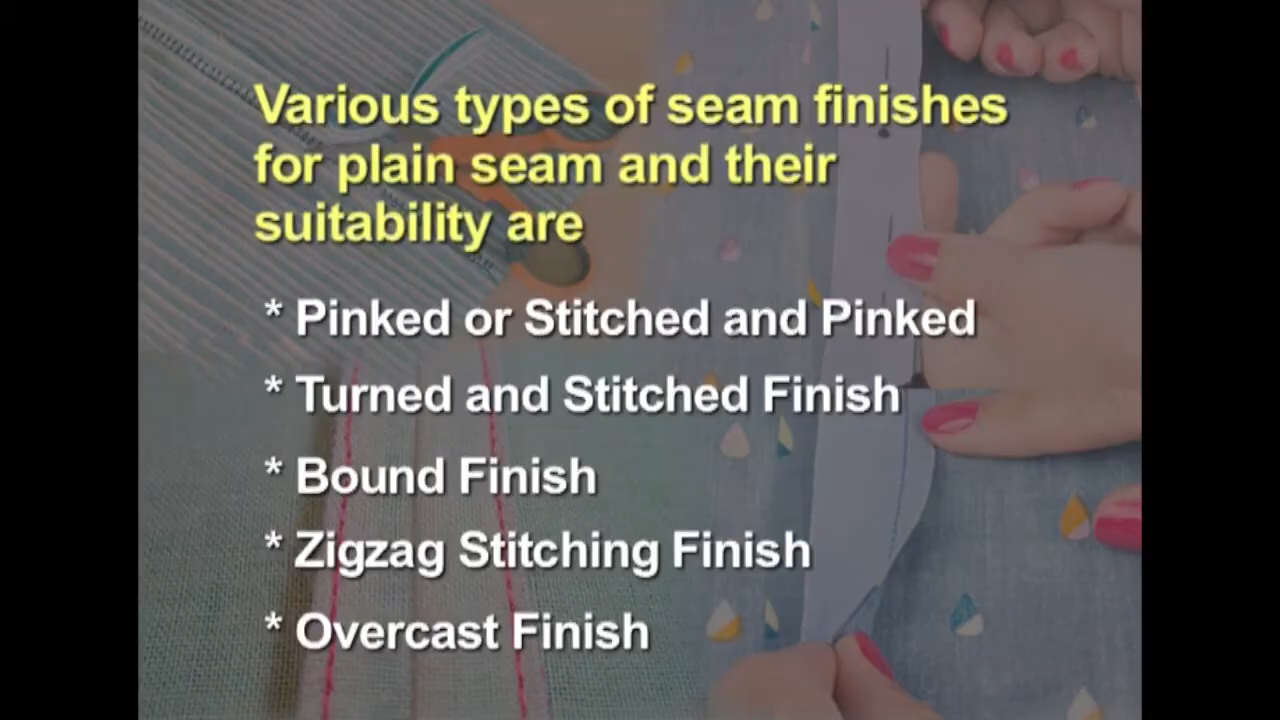 Various types of seam finishes
for plain seam and their
suitability are
* Pinked or Stitched and Pinked
* Turned and Stitched Finish
* Bound Finish
* Zigzag Stitching Finish
* Overcast Finish